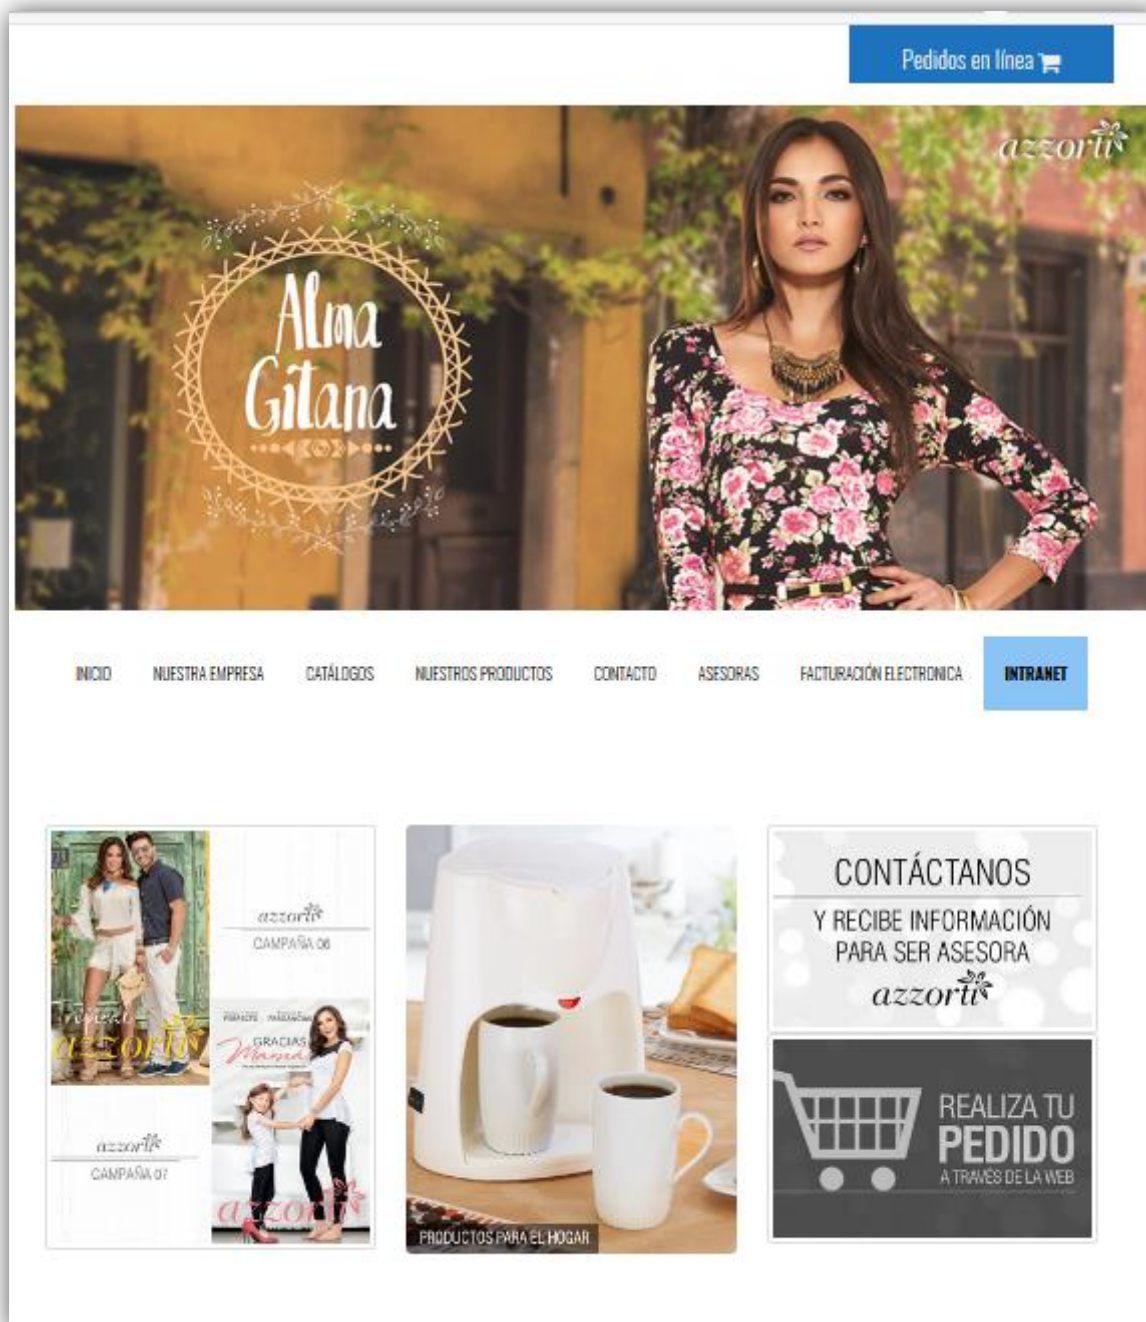 Pedidos en línea
azzorti
Alma
Gitana
INICIO
NUESTRA EMPRESA
CATÁLOGOS
NUESTROS PRODUCTOS
CONTACTO
ASESORAS
FACTURACIÓN ELECTRONICA
INTRANET
azzorti
CAMPAÑA 06
azzorti
GRACIAS
Mamá
azzorti
CAMPAÑA 07
azzorti
PRODUCTOS PARA EL HOGAR
CONTÁCTANOS
Y RECIBE INFORMACIÓN
PARA SER ASESORA
azzorti
REALIZA TU
PEDIDO
A TRAVÉS DE LA WEB